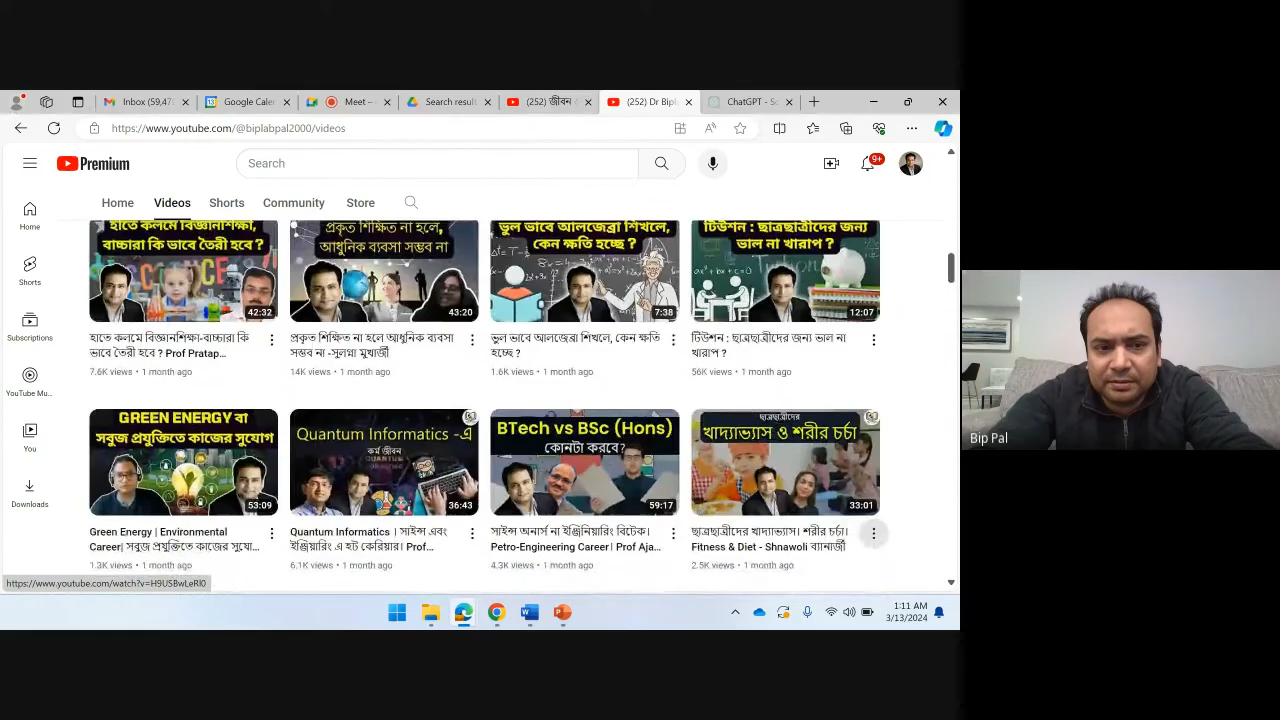 Inbox (59,47
Google Cale
Meet –
Search result
(252) জীবন
(252) Dr Bipl
ChatGPT - Sc
https://www.youtube.com/@biplabpal2000/videos
Premium
Search
9+
Home
Videos
Shorts
Community
Store
Home
Shorts
Subscriptions
YouTube Mu...
You
Downloads
হাতে কলমে বিজ্ঞানশিক্ষা,
বাচ্চারা কি ভাবে তৈরী হবে ?
42:32
প্রকৃত শিক্ষিত না হলে,
আধুনিক ব্যবসা সম্ভব না
43:20
ভুল ভাবে আলজেব্রা শিখলে,
কেন ক্ষতি হচ্ছে ?
7:38
টিউশন : ছাত্রছাত্রীদের জন্য
ভাল না খারাপ ?
12:07
হাতে কলমে বিজ্ঞানশিক্ষা-বাচ্চারা কি
ভাবে তৈরী হবে ? Prof Pratap...
7.6K views • 1 month ago
প্রকৃত শিক্ষিত না হলে আধুনিক ব্যবসা
সম্ভব না -সুলগ্না মুখার্জী
14K views • 1 month ago
ভুল ভাবে আলজেব্রা শিখলে, কেন ক্ষতি
হচ্ছে ?
1.6K views • 1 month ago
টিউশন : ছাত্রছাত্রীদের জন্য ভাল না
খারাপ ?
56K views • 1 month ago
GREEN ENERGY বা
সবুজ প্রযুক্তিতে কাজের সুযোগ
53:09
Quantum Informatics -এ
কর্ম জীবন
36:43
BTech vs BSc (Hons)
কোনটা করবে?
59:17
ছাত্রছাত্রীদের
খাদ্যাভ্যাস ও শরীর চর্চা
33:01
Green Energy | Environmental
Career| সবুজ প্রযুক্তিতে কাজের সুযো...
1.3K views • 1 month ago
Quantum Informatics । সাইন্স এবং
ইঞ্জিয়ারিং এ হট কেরিয়ার। Prof...
6.1K views • 1 month ago
সাইন্স অনার্স না ইঞ্জিনিয়ারিং বিটেক।
Petro-Engineering Career। Prof Aja...
4.3K views • 1 month ago
ছাত্রছাত্রীদের খাদ্যাভ্যাস। শরীর চর্চা।
Fitness & Diet - Shnawoli ব্যানার্জী
2.5K views • 1 month ago
https://www.youtube.com/watch?v=H9USBwLeRl0
1:11 AM
3/13/2024
Bip Pal